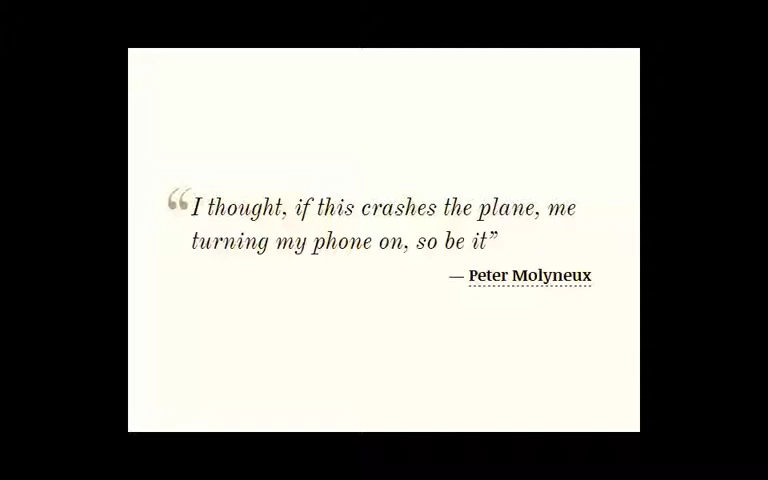 “I thought, if this crashes the plane, me
turning my phone on, so be it”
— Peter Molyneux